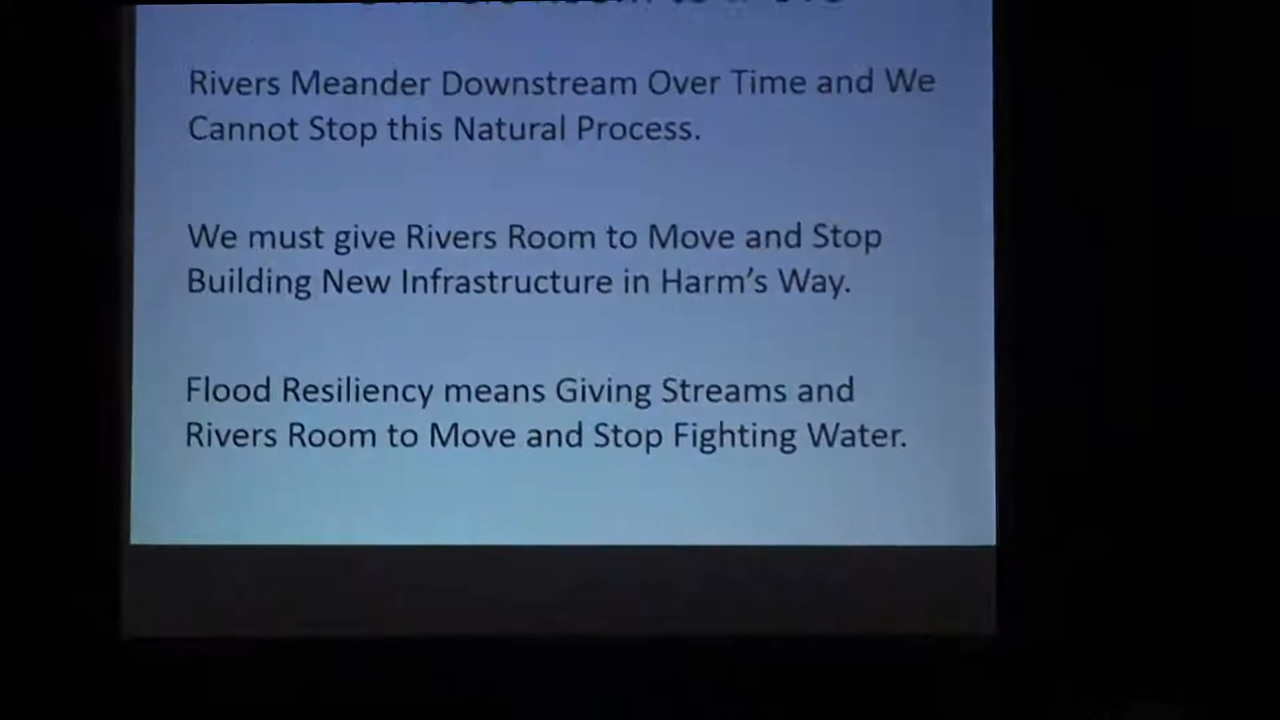 Rivers Meander Downstream Over Time and We
Cannot Stop this Natural Process.
We must give Rivers Room to Move and Stop
Building New Infrastructure in Harm's Way.
Flood Resiliency means Giving Streams and
Rivers Room to Move and Stop Fighting Water.